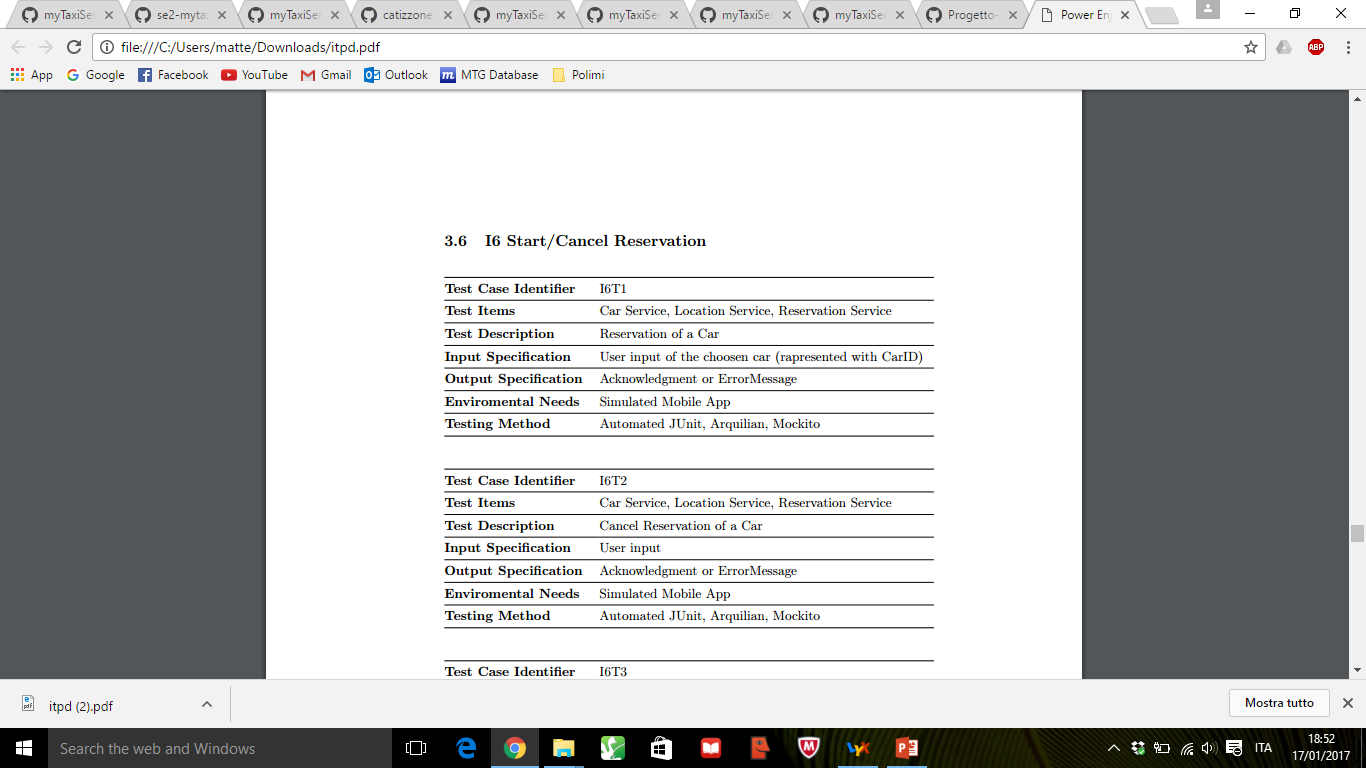 myTaxiSer
se2-myta
myTaxiSer
catizzone
myTaxiSer
myTaxiSer
myTaxiSer
myTaxiSer
Progetto-
Power En
file:///C:/Users/matte/Downloads/itpd.pdf
ABP
App Google Facebook YouTube Gmail Outlook MTG Database Polimi
3.6 I6 Start/Cancel Reservation
Test Case Identifier I6T1
Test Items Car Service, Location Service, Reservation Service
Test Description Reservation of a Car
Input Specification User input of the choosen car (rapresented with CarID)
Output Specification Acknowledgment or ErrorMessage
Enviromental Needs Simulated Mobile App
Testing Method Automated JUnit, Arquilian, Mockito
Test Case Identifier I6T2
Test Items Car Service, Location Service, Reservation Service
Test Description Cancel Reservation of a Car
Input Specification User input
Output Specification Acknowledgment or ErrorMessage
Enviromental Needs Simulated Mobile App
Testing Method Automated JUnit, Arquilian, Mockito
Test Case Identifier I6T3
itpd (2).pdf
Mostra tutto
Search the web and Windows
ITA
18:52
17/01/2017